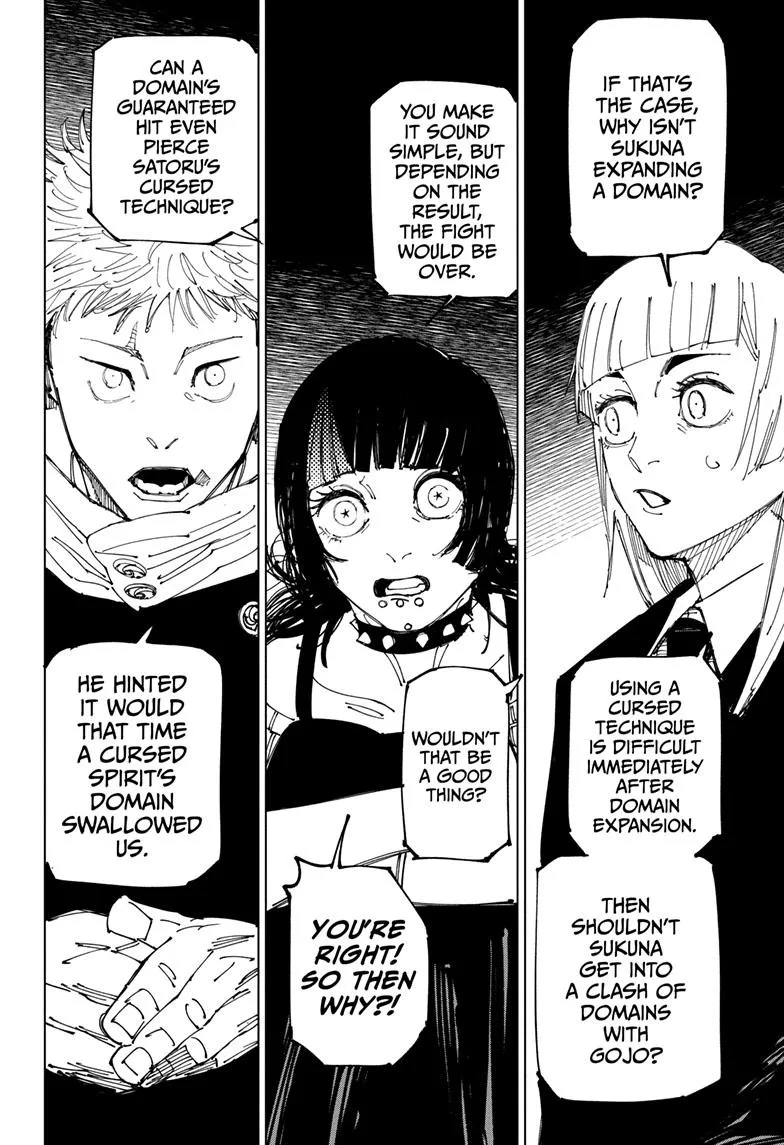 IF THAT'S
THE CASE,
WHY ISN'T
SUKUNA
EXPANDING
A DOMAIN?
USING A
CURSED
TECHNIQUE
IS DIFFICULT
IMMEDIATELY
AFTER
DOMAIN
EXPANSION.
THEN
SHOULDN'T
SUKUNA
GET INTO
A CLASH OF
DOMAINS
WITH
GOJO?
YOU MAKE
IT SOUND
SIMPLE, BUT
DEPENDING
ON THE
RESULT,
THE FIGHT
WOULD BE
OVER.
WOULDN'T
THAT BE
A GOOD
THING?
YOU'RE
RIGHT!
SO THEN
WHY?!
CAN A
DOMAIN'S
GUARANTEED
HIT EVEN
PIERCE
SATORU'S
CURSED
TECHNIQUE?
HE HINTED
IT WOULD
THAT TIME
A CURSED
SPIRIT'S
DOMAIN
SWALLOWED
US.